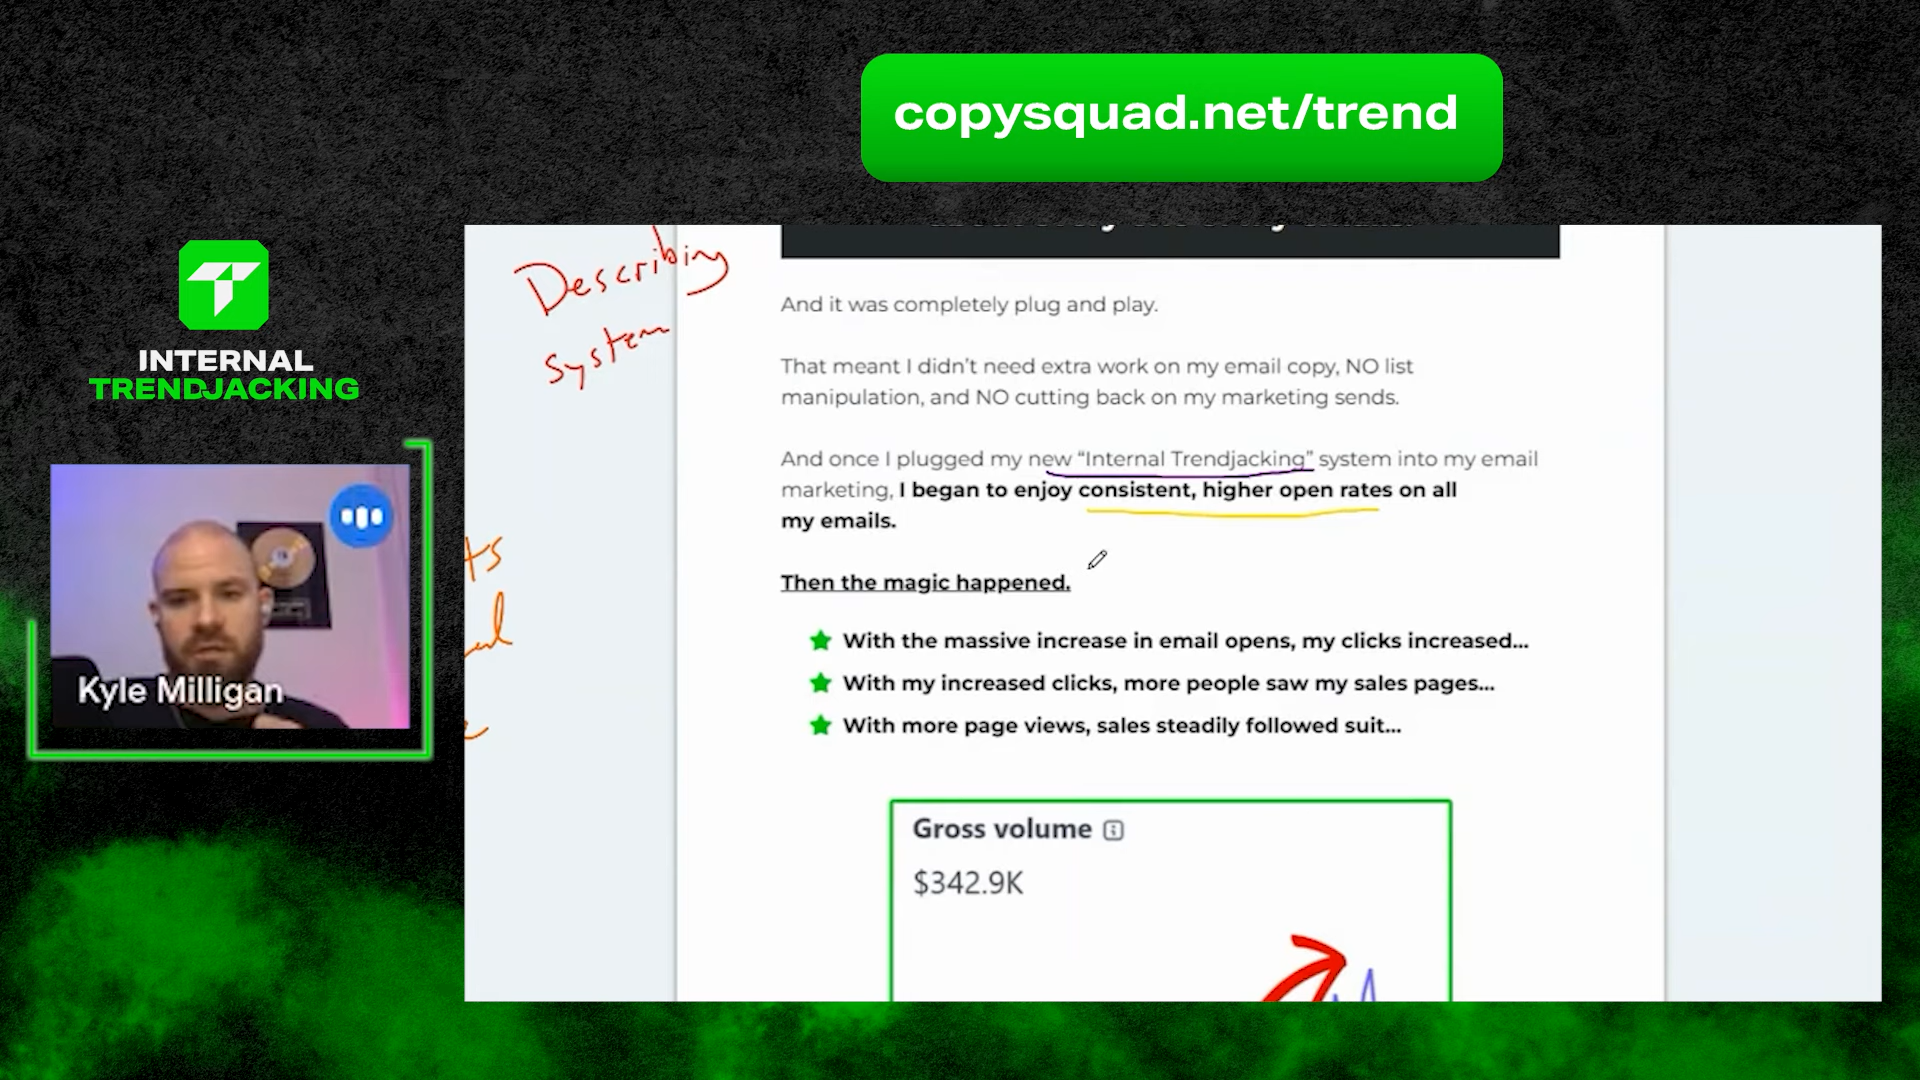 copysquad.net/trend
INTERNAL
TRENDJACKING
Kyle Milligan
Describing
system
And it was completely plug and play.
That meant I didn't need extra work on my email copy, NO list
manipulation, and NO cutting back on my marketing sends.
And once I plugged my new “Internal Trendjacking” system into my email
marketing, I began to enjoy consistent, higher open rates on all
my emails.
Then the magic happened.
With the massive increase in email opens, my clicks increased...
With my increased clicks, more people saw my sales pages...
With more page views, sales steadily followed suit...
Gross volume
$342.9K